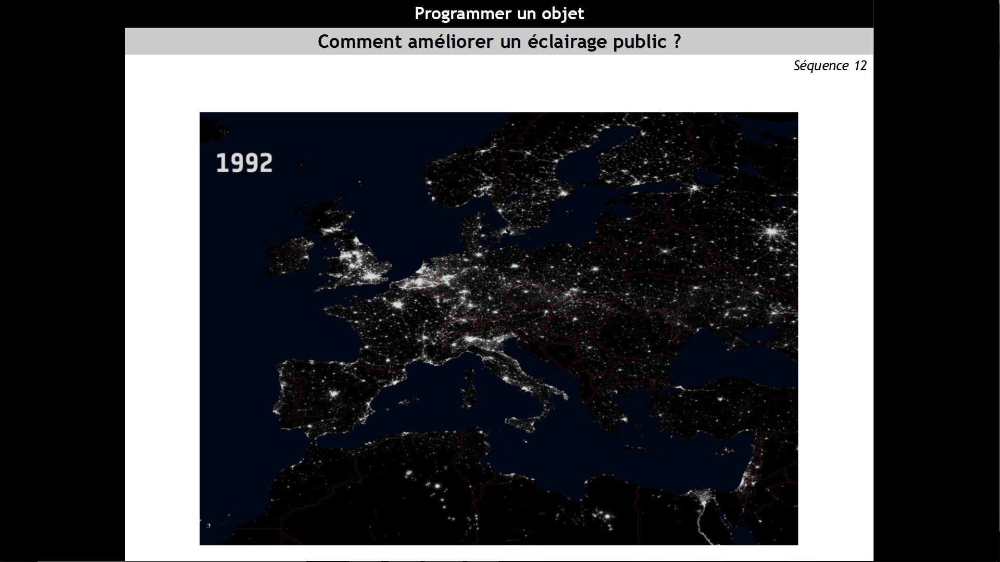 Programmer un objet
Comment améliorer un éclairage public ?
Séquence 12
1992